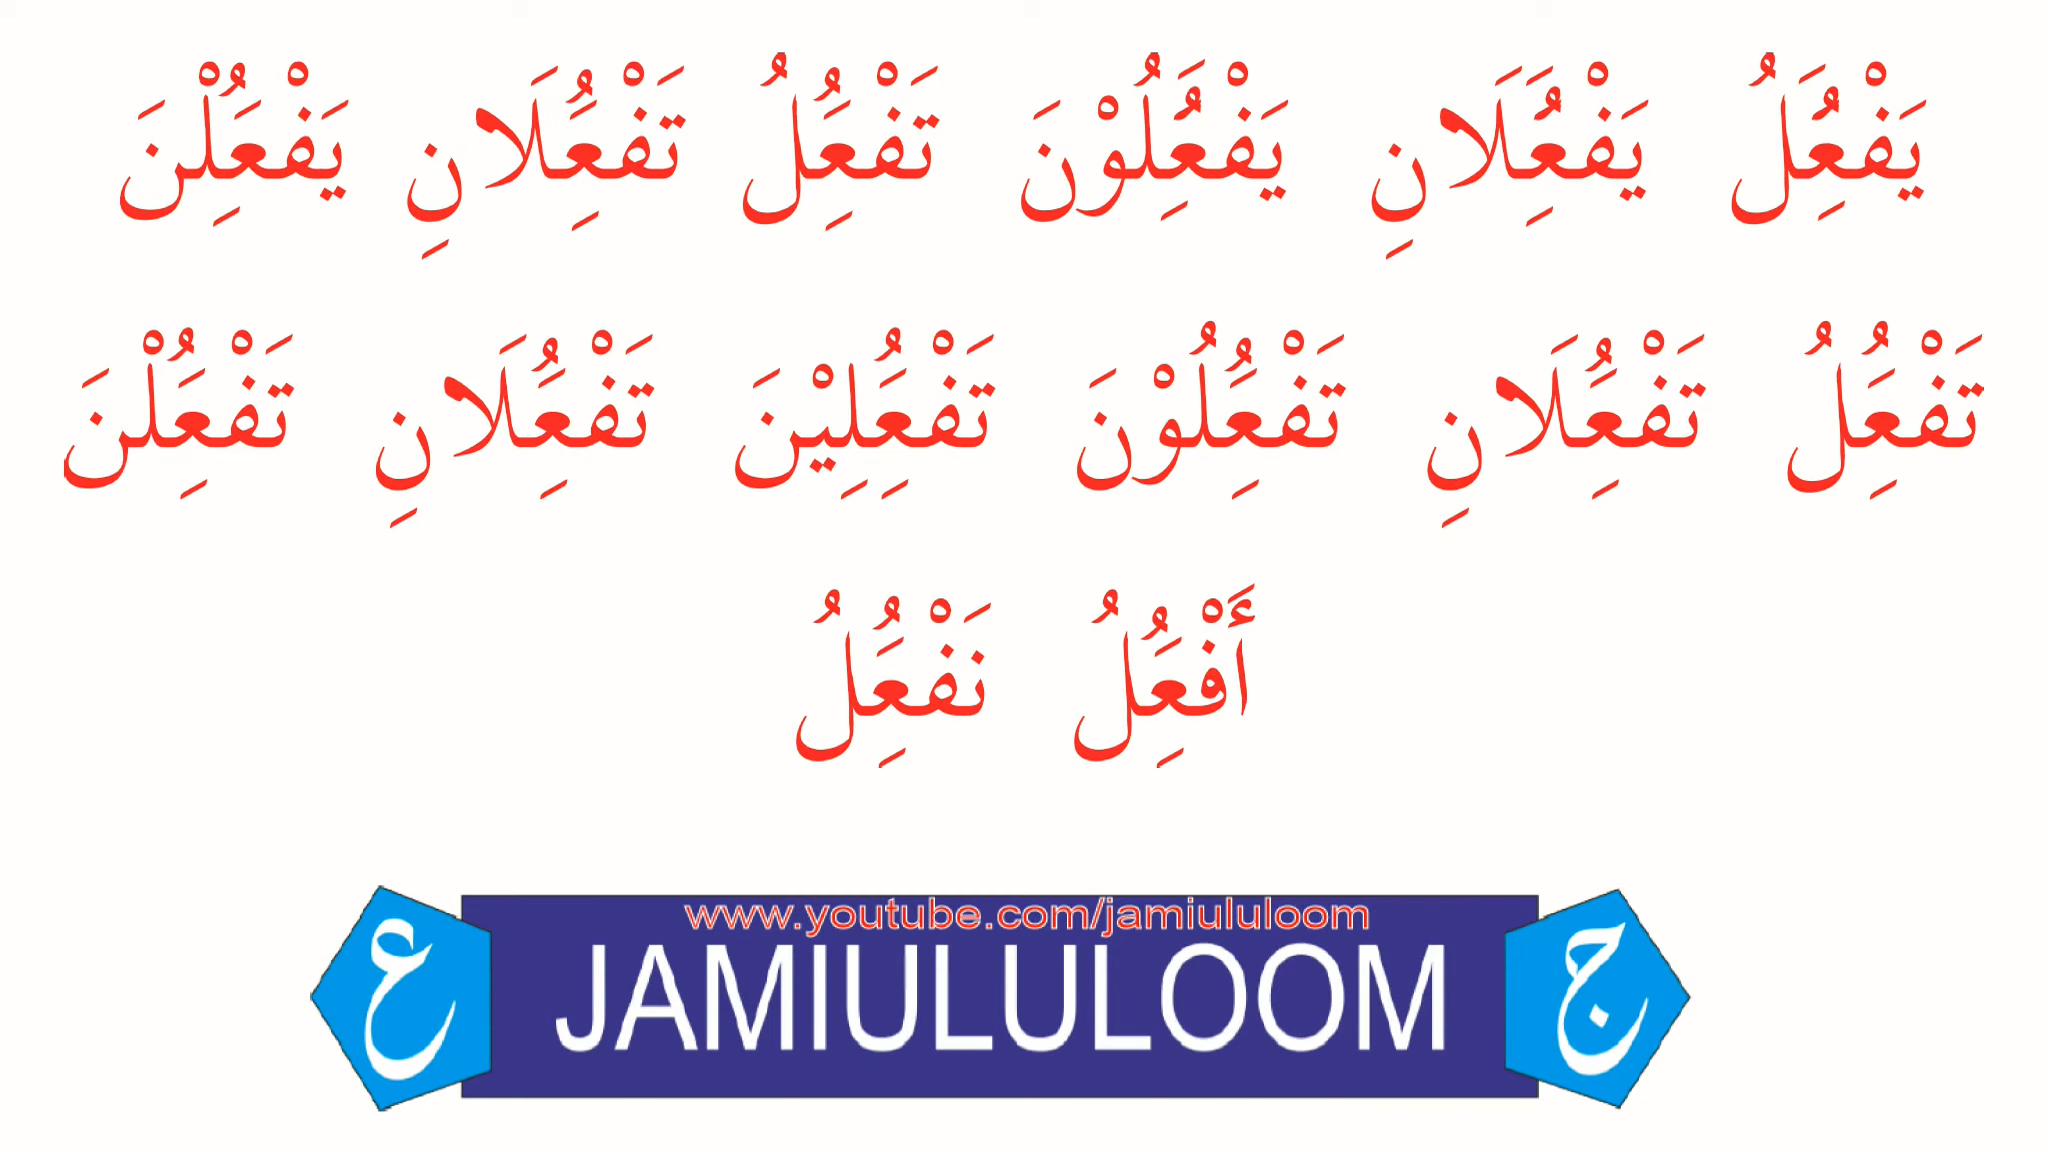 يَفْعَُِلُ يَفْعَُِلَانِ يَفْعَُِلُوْنَ تَفْعَُِلُ تَفْعَُِلَانِ يَفْعَُِلْنَ
تَفْعَُِلُ تَفْعَُِلَانِ تَفْعَُِلُوْنَ تَفْعَُِلِيْنَ تَفْعَُِلَانِ تَفْعَُِلْنَ
أَفْعَُِلُ نَفْعَُِلُ
www.youtube.com/jamiululoom
ع JAMIULULOOM ج